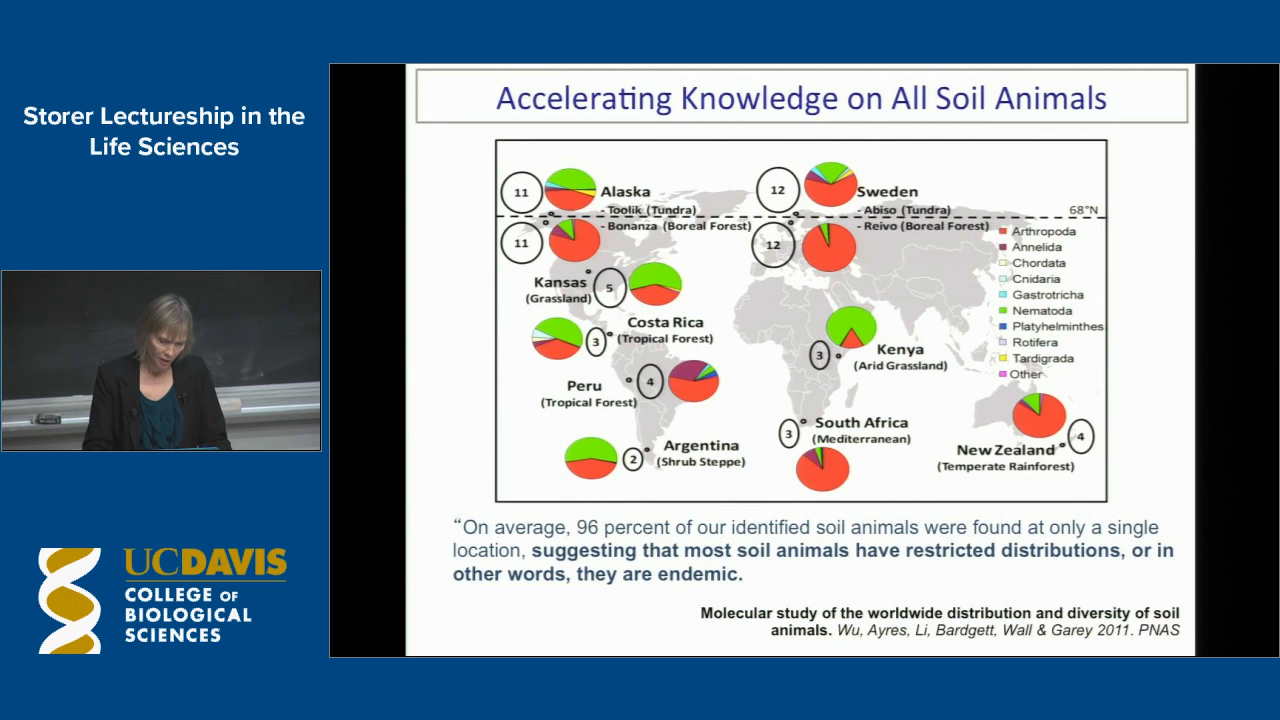 Storer Lectureship in the
Life Sciences
UCDAVIS
COLLEGE OF
BIOLOGICAL
SCIENCES
Accelerating Knowledge on All Soil Animals
11
Alaska
- Toolik (Tundra)
- Bonanza (Boreal Forest)
11
12
Sweden
- Abiso (Tundra)
- Reivo (Boreal Forest)
12
68°N
Arthropoda
Annelida
Chordata
Cnidaria
Gastrotricha
Nematoda
Platyhelminthes
Rotifera
Tardigrada
Other
Kansas
(Grassland)
5
Costa Rica
(Tropical Forest)
3
Kenya
(Arid Grassland)
3
Peru
(Tropical Forest)
4
South Africa
(Mediterranean)
3
New Zealand
(Temperate Rainforest)
4
Argentina
(Shrub Steppe)
2
“On average, 96 percent of our identified soil animals were found at only a single
location, suggesting that most soil animals have restricted distributions, or in
other words, they are endemic.
Molecular study of the worldwide distribution and diversity of soil
animals. Wu, Ayres, Li, Bardgett, Wall & Garey 2011. PNAS